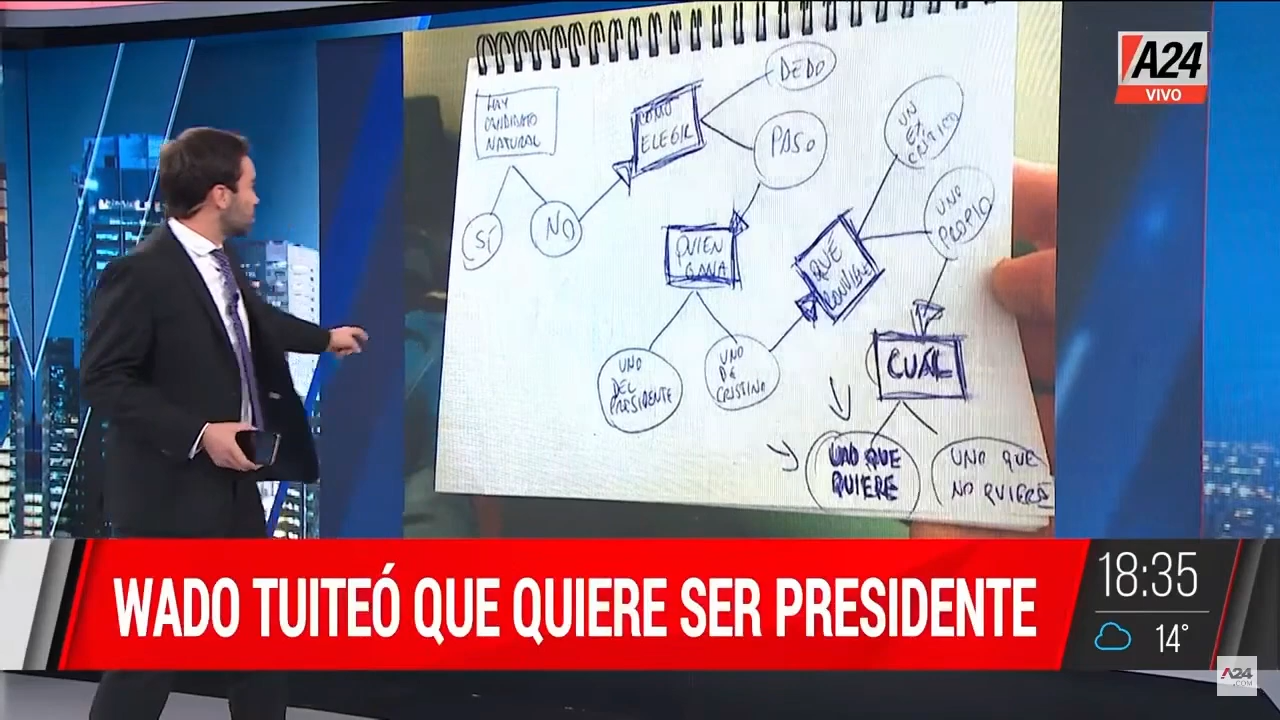 A24
VIVO
HAY
CANDIDATO
NATURAL
SÍ
NO
COMO
ELEGIR
DEDO
PASO
QUIEN
GANA
UNO
DEL
PRESIDENTE
UNO
DE
CRISTINA
QUÉ
UN
EX
CRÍTICO
UNO
PROPIO
CUÁL
UNO QUE
QUIERE
UNO QUE
NO QUIERE
WADO TUITEÓ QUE QUIERE SER PRESIDENTE
18:35
14°
A24
.COM